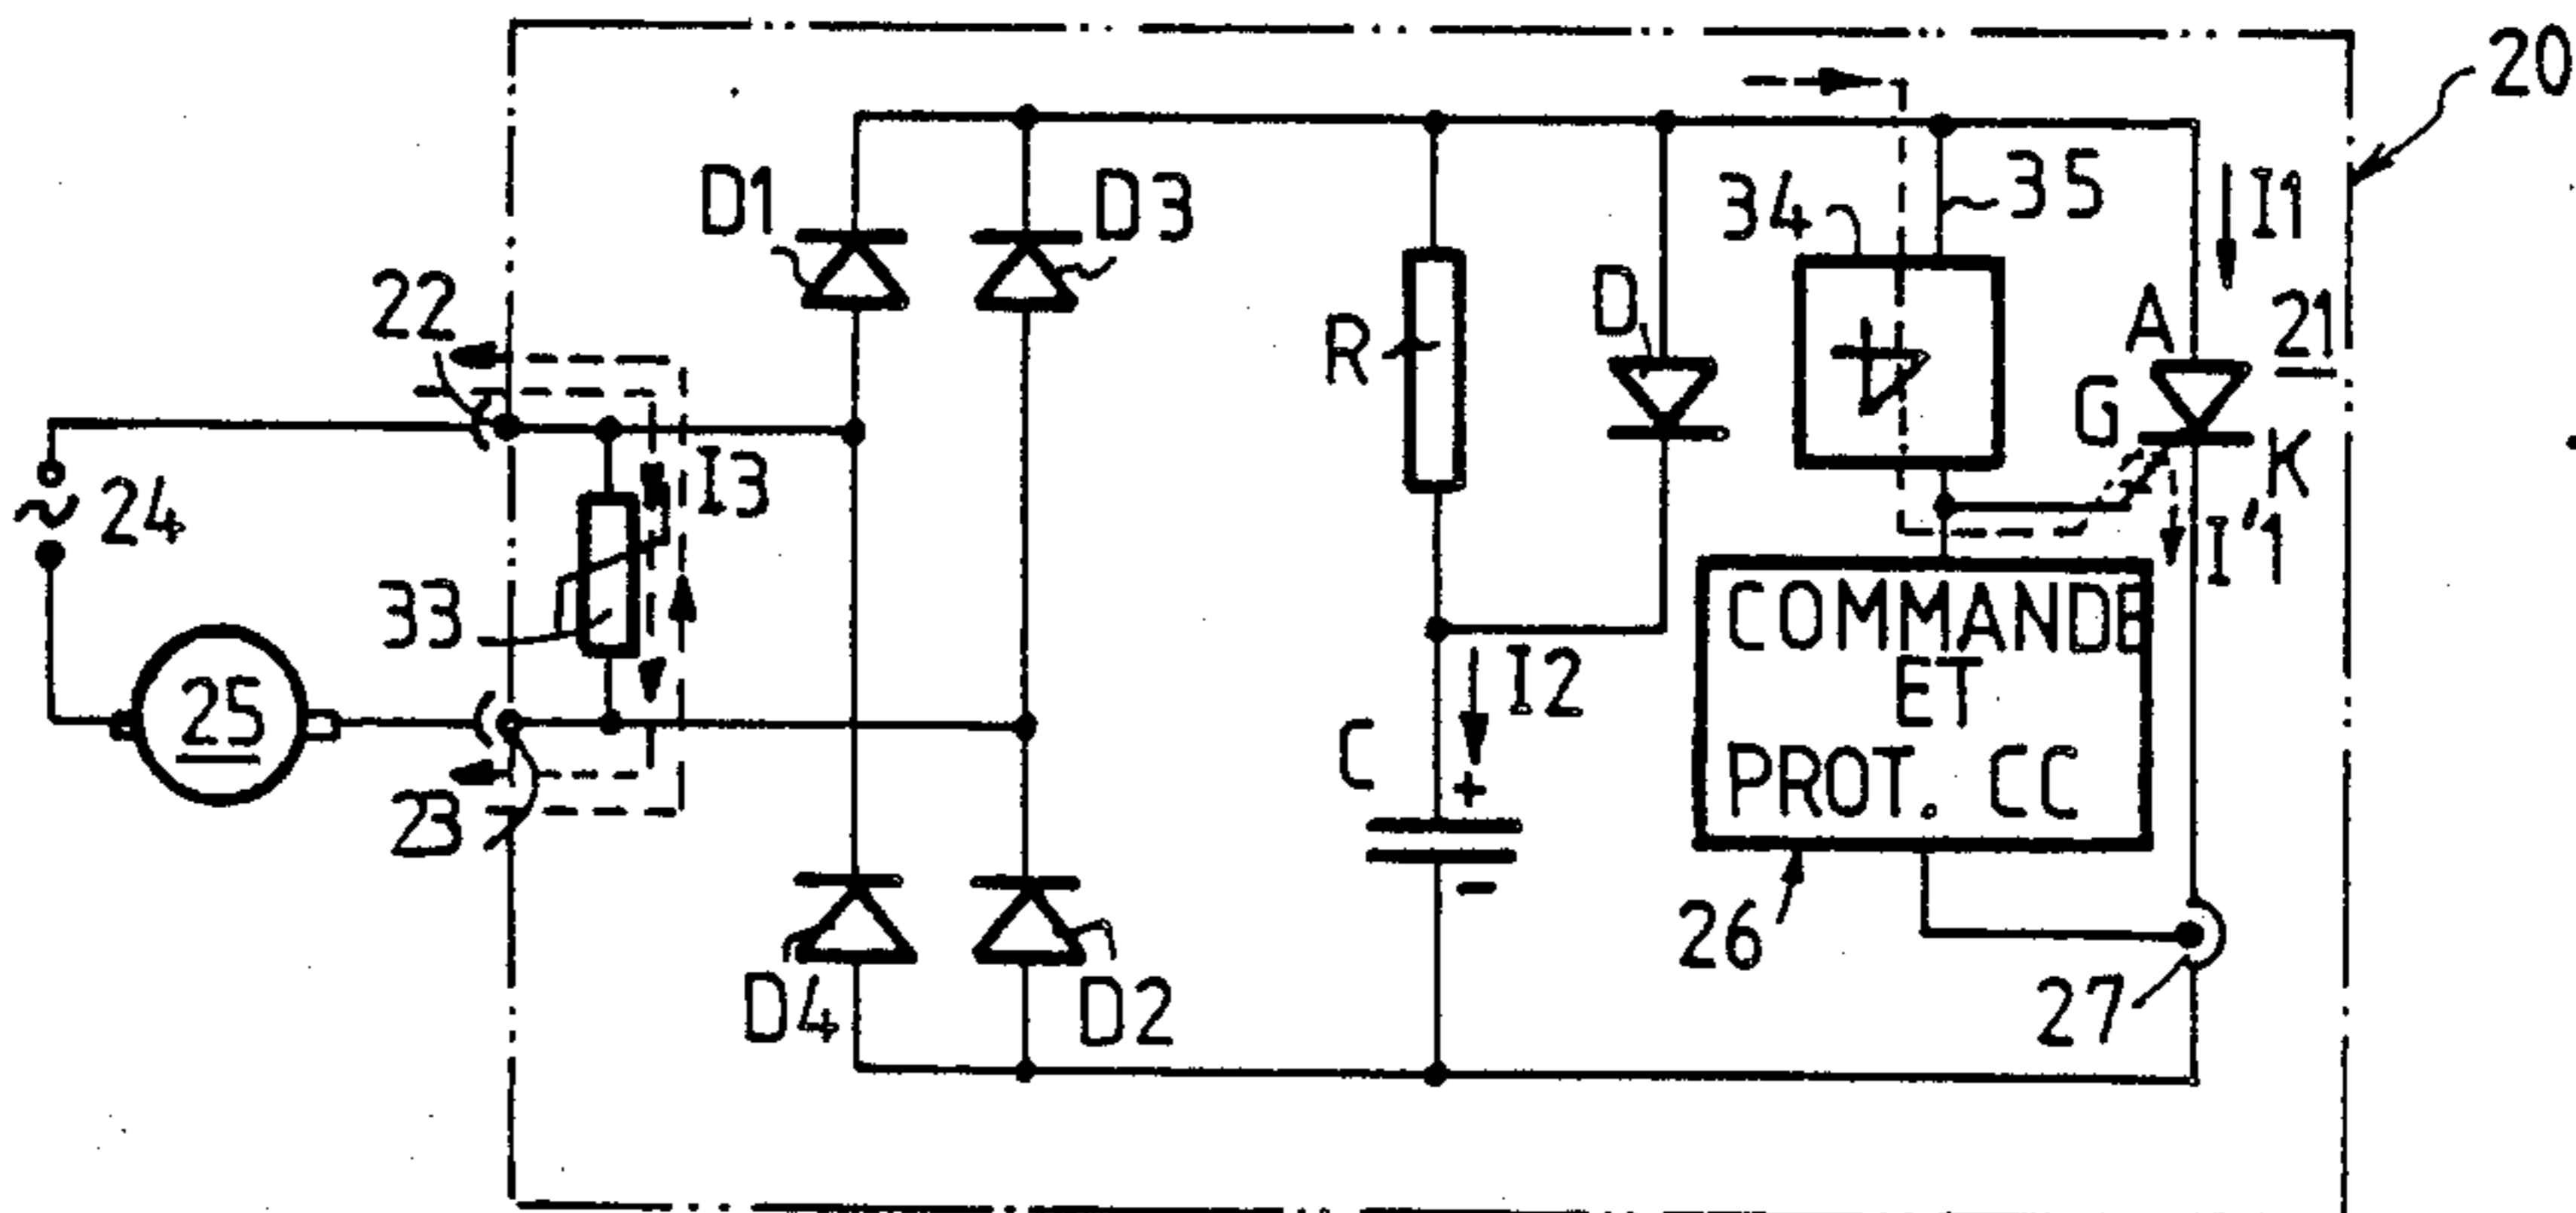 20
D1
D3
34
35
I1
22
A
21
R
D
G
K
I3
24
I'1
33
COMMANDE
ET
PROT. CC
25
I2
C
+
-
23
26
27
D4
D2